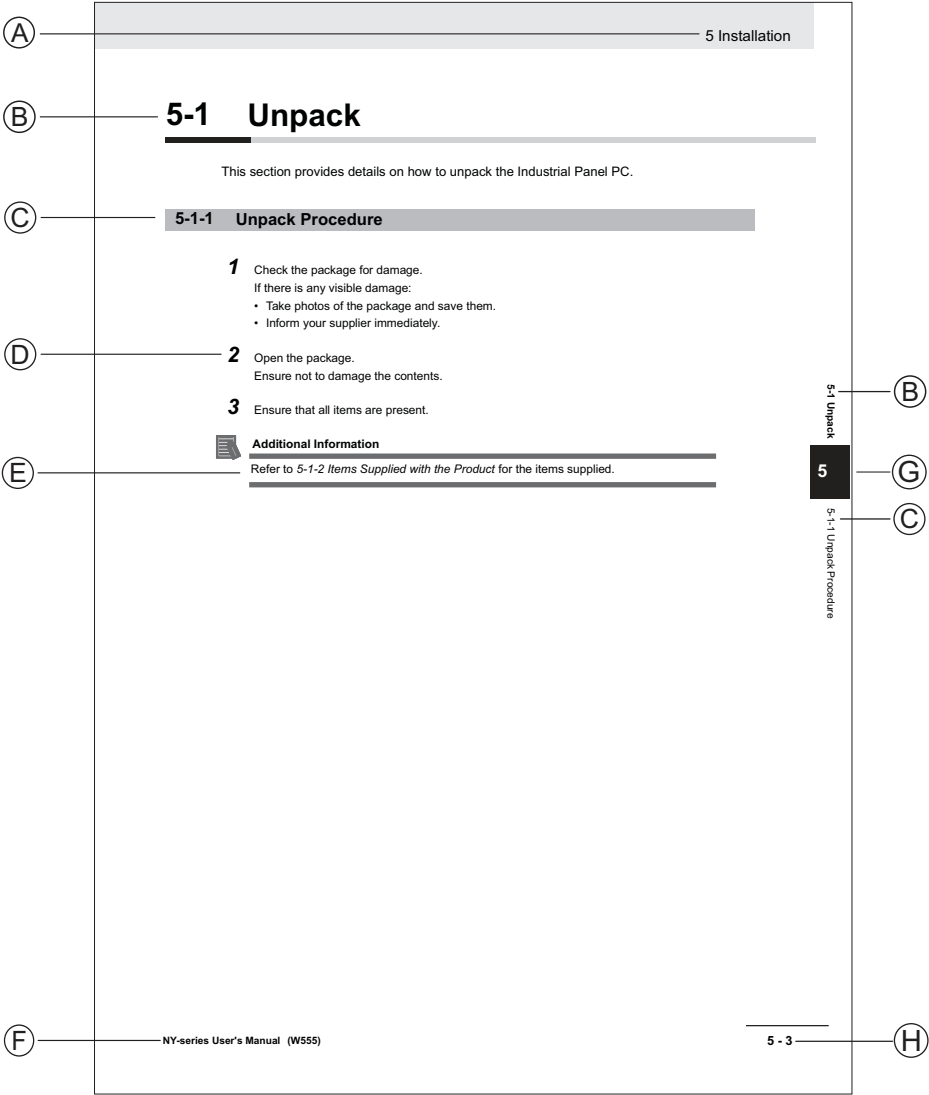 A
5 Installation
B
5-1 Unpack
This section provides details on how to unpack the Industrial Panel PC.
C
5-1-1 Unpack Procedure
1 Check the package for damage.
If there is any visible damage:
• Take photos of the package and save them.
• Inform your supplier immediately.
D
2 Open the package.
Ensure not to damage the contents.
3 Ensure that all items are present.
Additional Information
E
Refer to 5-1-2 Items Supplied with the Product for the items supplied.
5-1 Unpack
B
5
G
5-1-1 Unpack Procedure
C
F
NY-series User's Manual (W555)
5 - 3
H